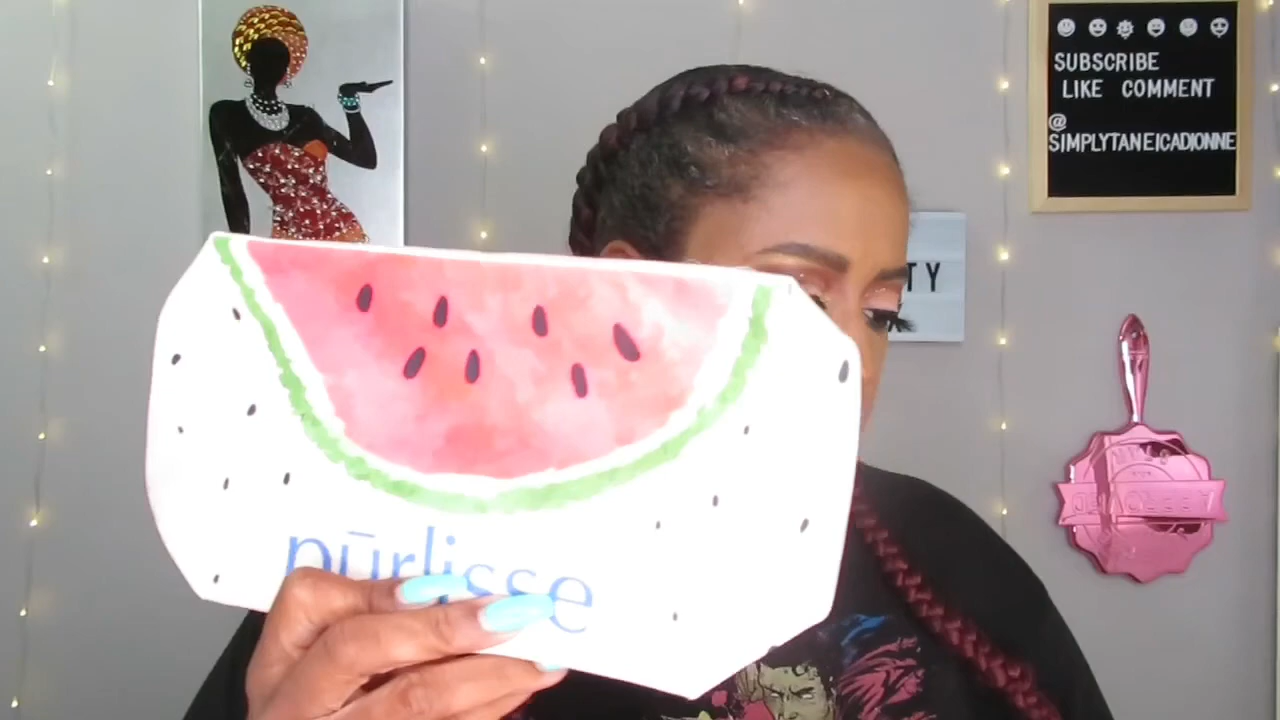 SUBSCRIBE
LIKE COMMENT
@
SIMPLYTANEICADIONNE
TY
pūrlisse